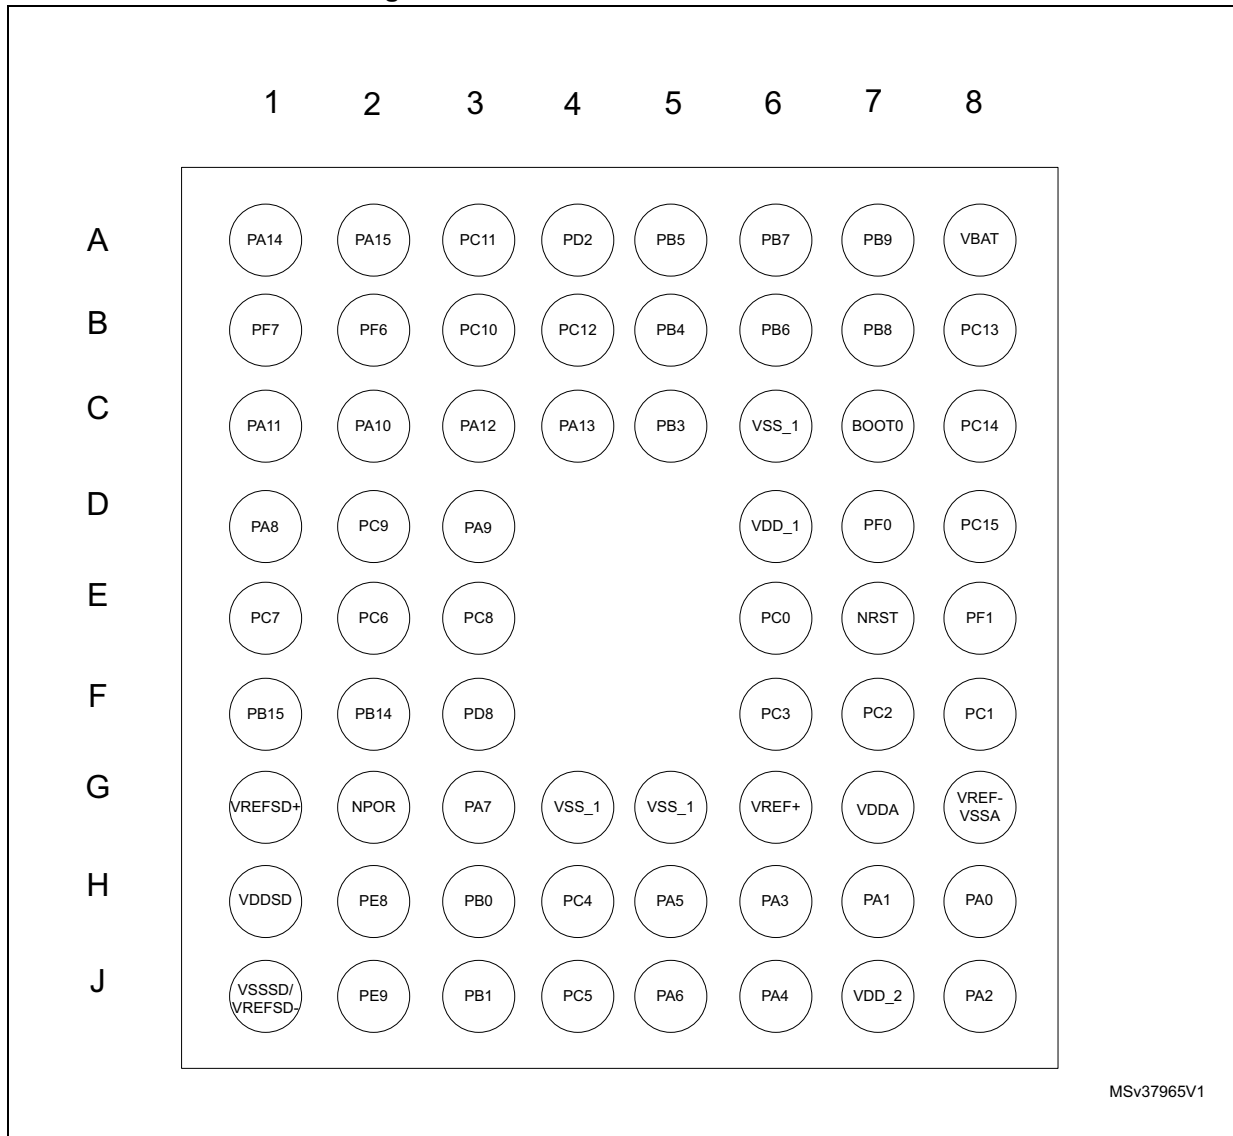 1 2 3 4 5 6 7 8
A PA14 PA15 PC11 PD2 PB5 PB7 PB9 VBAT
B PF7 PF6 PC10 PC12 PB4 PB6 PB8 PC13
C PA11 PA10 PA12 PA13 PB3 VSS_1 BOOT0 PC14
D PA8 PC9 PA9 VDD_1 PF0 PC15
E PC7 PC6 PC8 PC0 NRST PF1
F PB15 PB14 PD8 PC3 PC2 PC1
G VREFSD+ NPOR PA7 VSS_1 VSS_1 VREF+ VDDA VREF-
VSSA
H VDDSD PE8 PB0 PC4 PA5 PA3 PA1 PA0
J VSSSD/
VREFSD- PE9 PB1 PC5 PA6 PA4 VDD_2 PA2
MSv37965V1